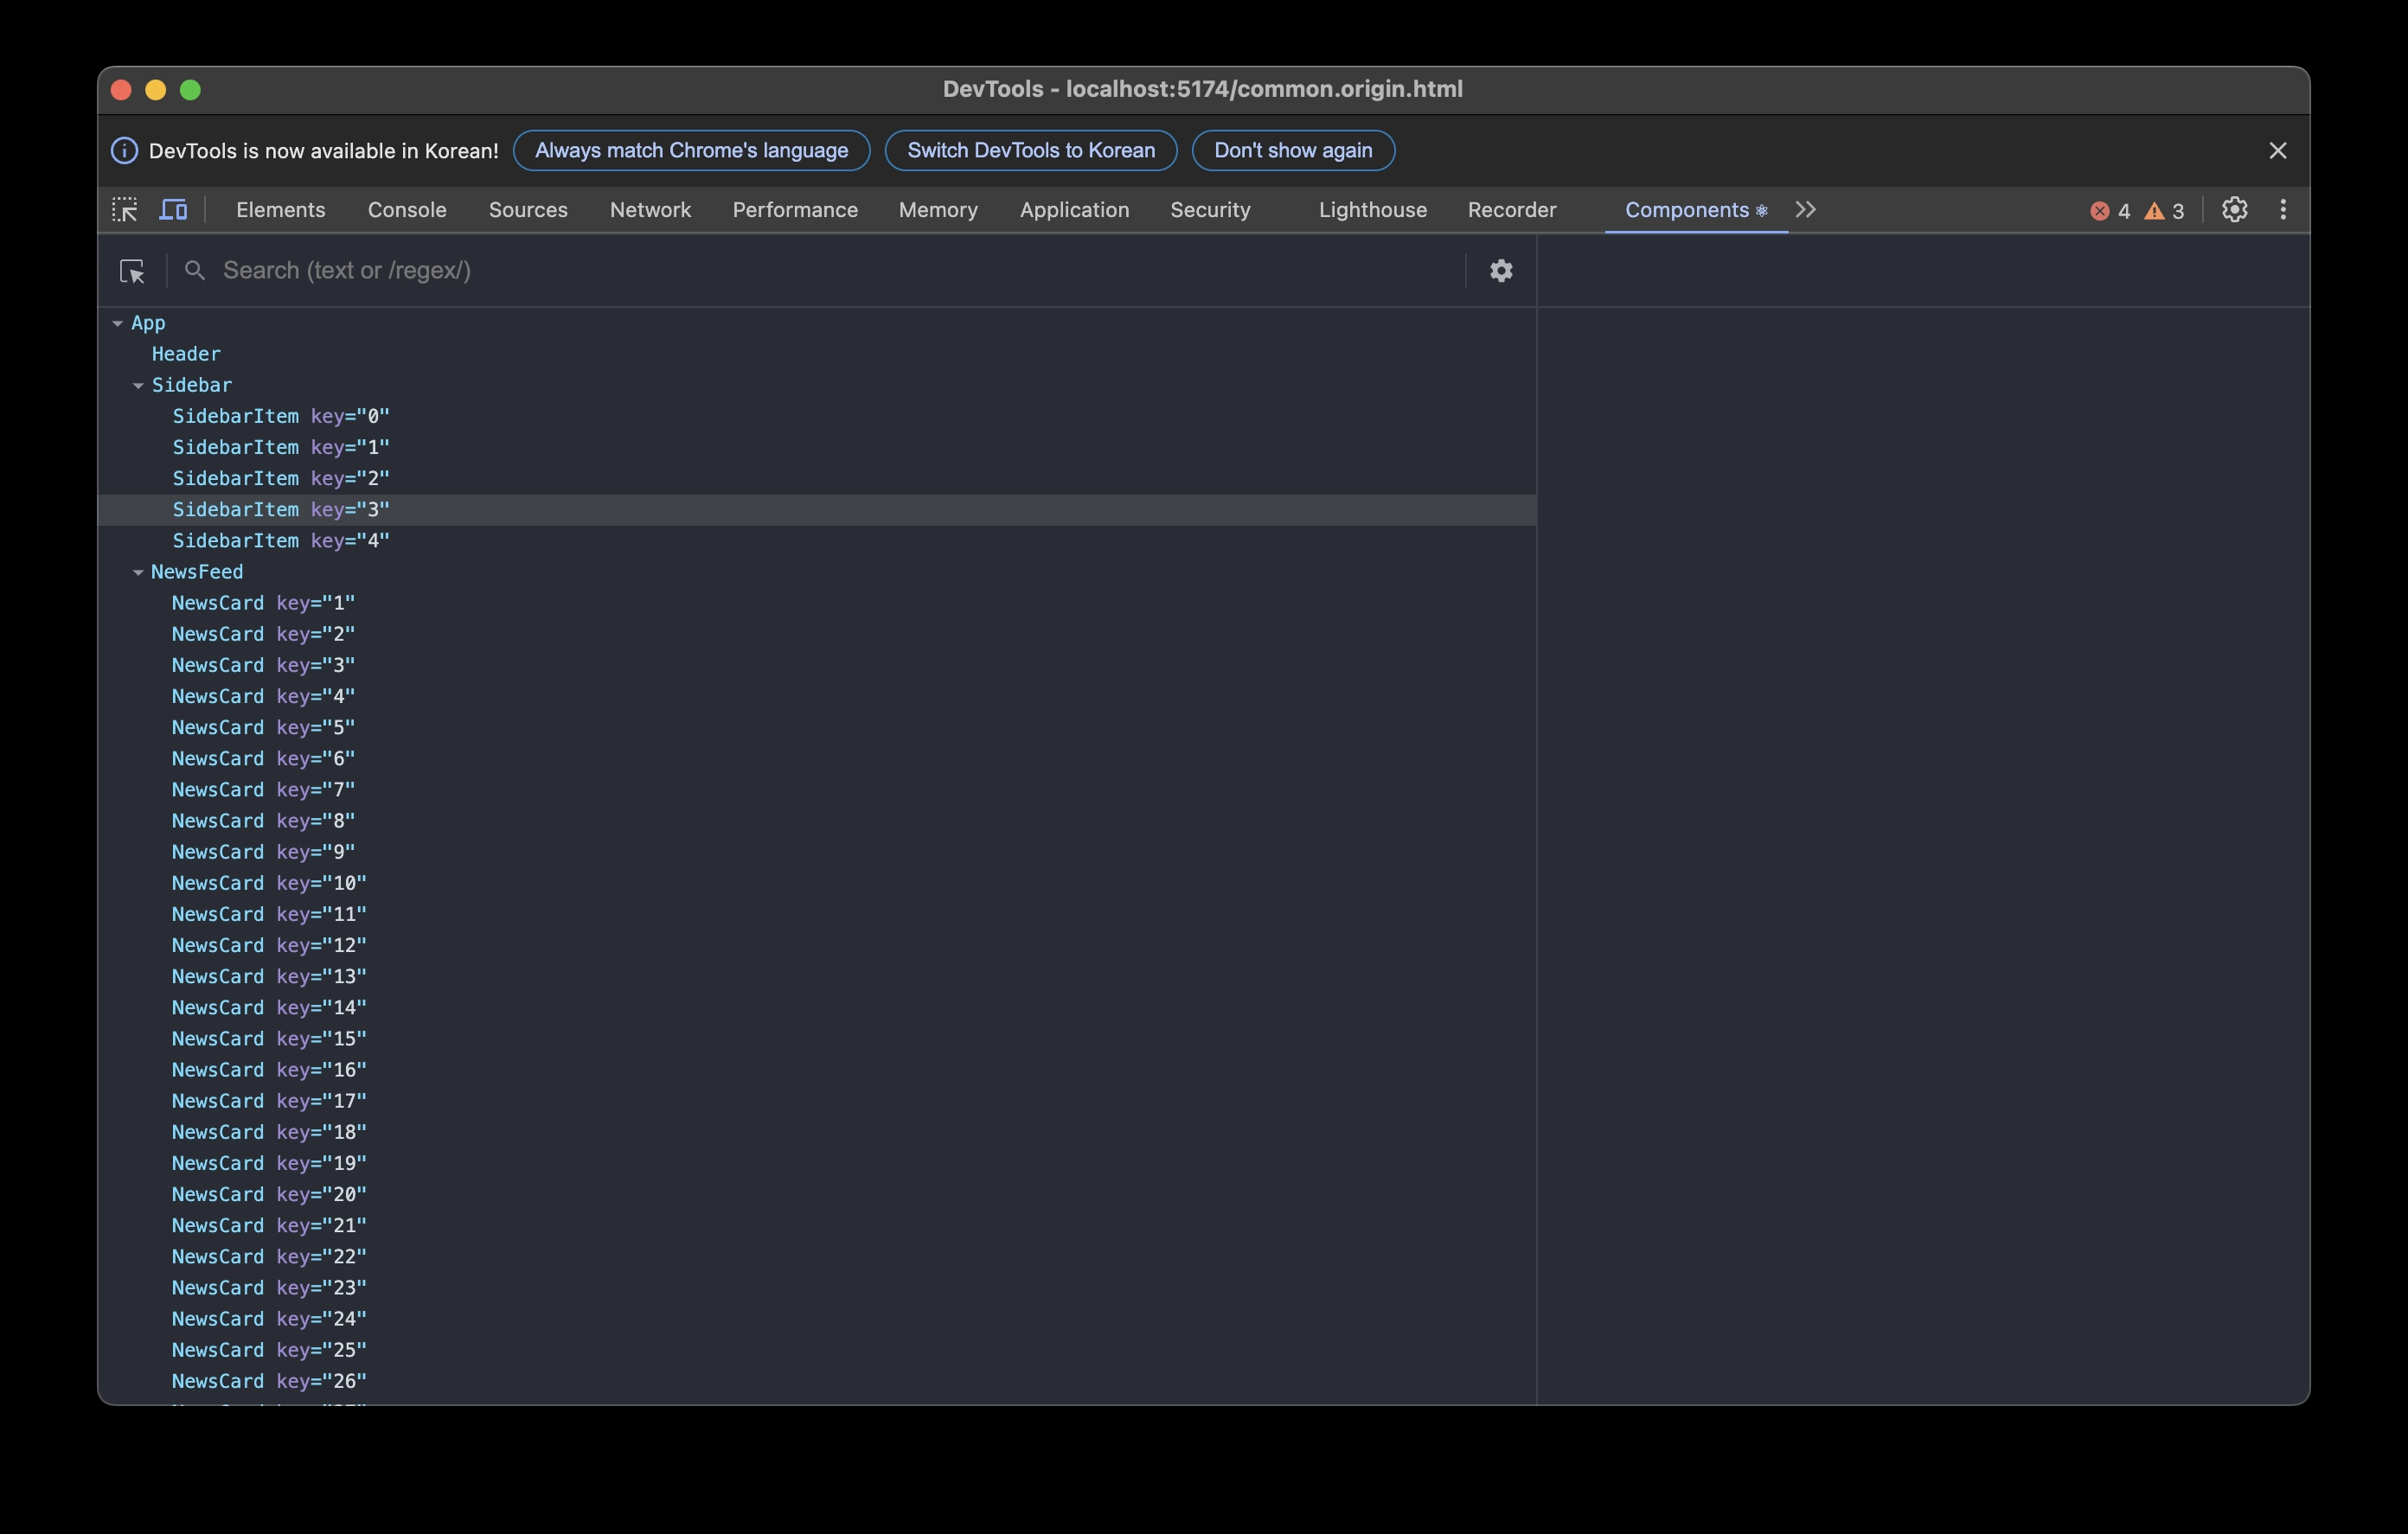 DevTools - localhost:5174/common.origin.html
DevTools is now available in Korean! Always match Chrome's language Switch DevTools to Korean Don't show again
Elements Console Sources Network Performance Memory Application Security Lighthouse Recorder Components 4 3
Search (text or /regex/)
App
Header
Sidebar
SidebarItem key="0"
SidebarItem key="1"
SidebarItem key="2"
SidebarItem key="3"
SidebarItem key="4"
NewsFeed
NewsCard key="1"
NewsCard key="2"
NewsCard key="3"
NewsCard key="4"
NewsCard key="5"
NewsCard key="6"
NewsCard key="7"
NewsCard key="8"
NewsCard key="9"
NewsCard key="10"
NewsCard key="11"
NewsCard key="12"
NewsCard key="13"
NewsCard key="14"
NewsCard key="15"
NewsCard key="16"
NewsCard key="17"
NewsCard key="18"
NewsCard key="19"
NewsCard key="20"
NewsCard key="21"
NewsCard key="22"
NewsCard key="23"
NewsCard key="24"
NewsCard key="25"
NewsCard key="26"